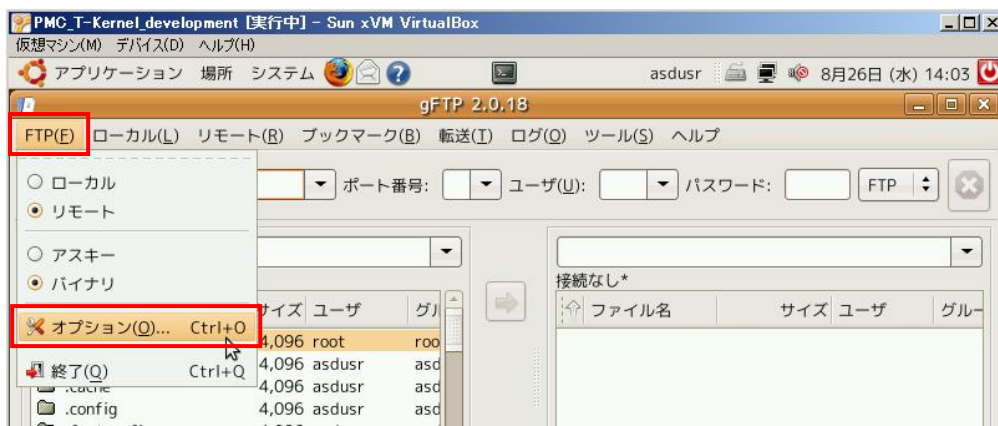 PMC_T-Kernel_development [実行中] - Sun xVM VirtualBox
仮想マシン(M) デバイス(D) ヘルプ(H)
アプリケーション 場所 システム asdusr 8月26日 (水) 14:03
gFTP 2.0.18
FTP(F) ローカル(L) リモート(R) ブックマーク(B) 転送(T) ログ(O) ツール(S) ヘルプ
ポート番号: ユーザ(U): パスワード: FTP
ローカル
リモート
アスキー
バイナリ
オプション(O)... Ctrl+O
終了(Q) Ctrl+Q
サイズ ユーザ グル
4,096 root roo
4,096 asdusr asd
.cache 4,096 asdusr asd
.config 4,096 asdusr asd
接続なし*
ファイル名 サイズ ユーザ グルー